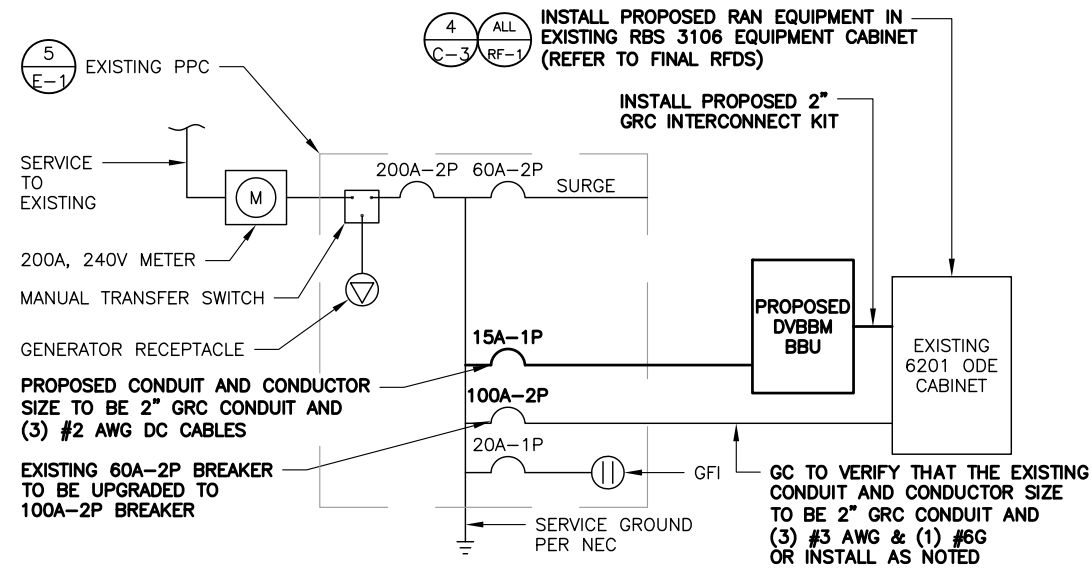 4
C-3
ALL
RF-1
INSTALL PROPOSED RAN EQUIPMENT IN
EXISTING RBS 3106 EQUIPMENT CABINET
(REFER TO FINAL RFDS)
5
E-1
EXISTING PPC
INSTALL PROPOSED 2"
GRC INTERCONNECT KIT
SERVICE
TO
EXISTING
M
200A-2P
60A-2P
SURGE
200A, 240V METER
MANUAL TRANSFER SWITCH
GENERATOR RECEPTACLE
PROPOSED
DVBBM
BBU
EXISTING
6201 ODE
CABINET
15A-1P
PROPOSED CONDUIT AND CONDUCTOR
SIZE TO BE 2" GRC CONDUIT AND
(3) #2 AWG DC CABLES
100A-2P
EXISTING 60A-2P BREAKER
TO BE UPGRADED TO
100A-2P BREAKER
20A-1P
GFI
GC TO VERIFY THAT THE EXISTING
CONDUIT AND CONDUCTOR SIZE
TO BE 2" GRC CONDUIT AND
(3) #3 AWG & (1) #6G
OR INSTALL AS NOTED
SERVICE GROUND
PER NEC